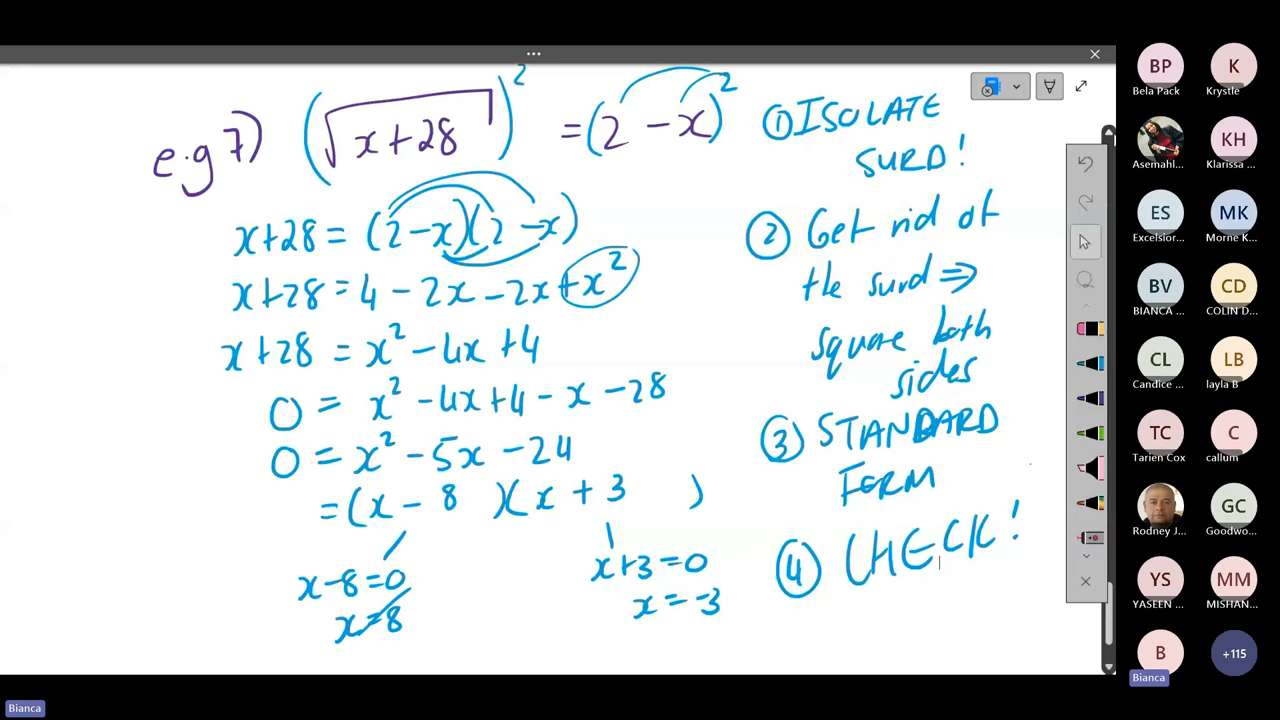 e.g 7) (√x+28)² = (2 - x)²
x+28 = (2-x)(2-x)
x+28 = 4 - 2x - 2x + x²
x+28 = x² - 4x + 4
0 = x² - 4x + 4 - x - 28
0 = x² - 5x - 24
= (x - 8 )(x + 3 )
x-8=0
x=8
x+3=0
x=-3
① ISOLATE
SURD!
② Get rid of
the surd ⇒
square both
sides
③ STANDARD
FORM
④ CHECK!
BP
Bela Pack
K
Krystle
Asemahl...
KH
Klarissa ...
ES
Excelsior...
MK
Morne K...
BV
BIANCA ...
CD
COLIN D...
CL
Candice ...
LB
layla B
TC
Tarien Cox
C
callum
Rodney J...
GC
Goodwo...
YS
YASEEN ...
MM
MISHAN...
B
Bianca
+115
Bianca